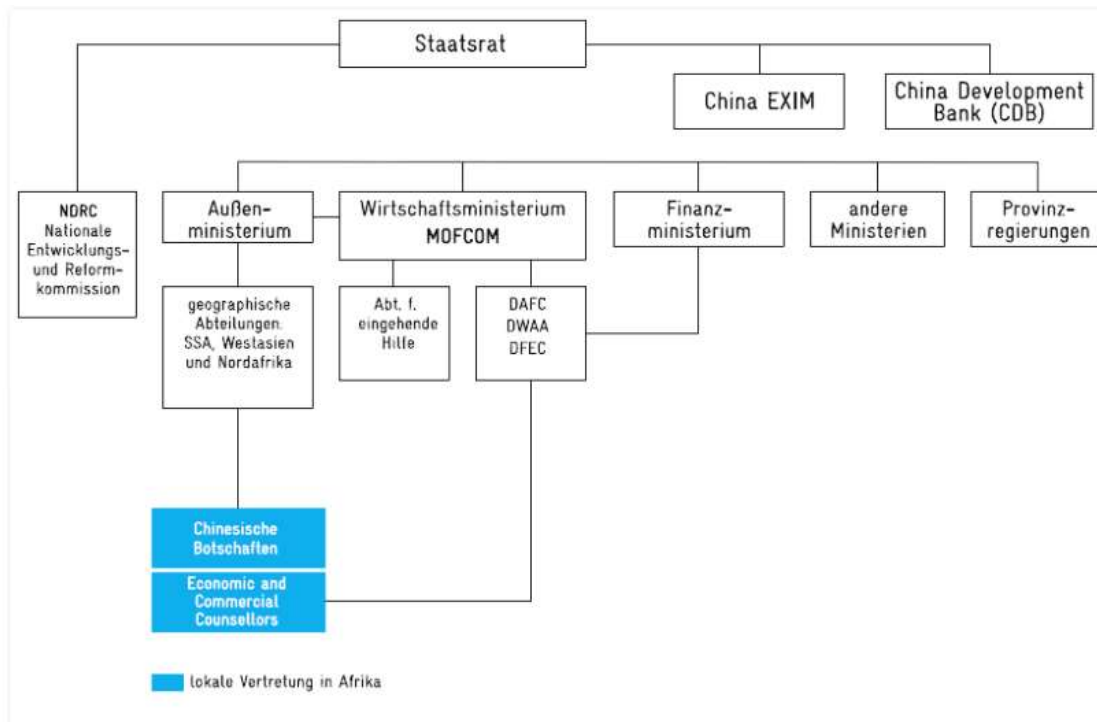 Staatsrat
China EXIM
China Development
Bank (CDB)
NDRC
Nationale
Entwicklungs-
und Reform-
kommission
Außen-
ministerium
Wirtschaftsministerium
MOFCOM
Finanz-
ministerium
andere
Ministerien
Provinz-
regierungen
geographische
Abteilungen:
SSA, Westasien
und Nordafrika
Abt. f.
eingehende
Hilfe
DAFC
DWAA
DFEC
Chinesische
Botschaften
Economic and
Commercial
Counsellors
lokale Vertretung in Afrika